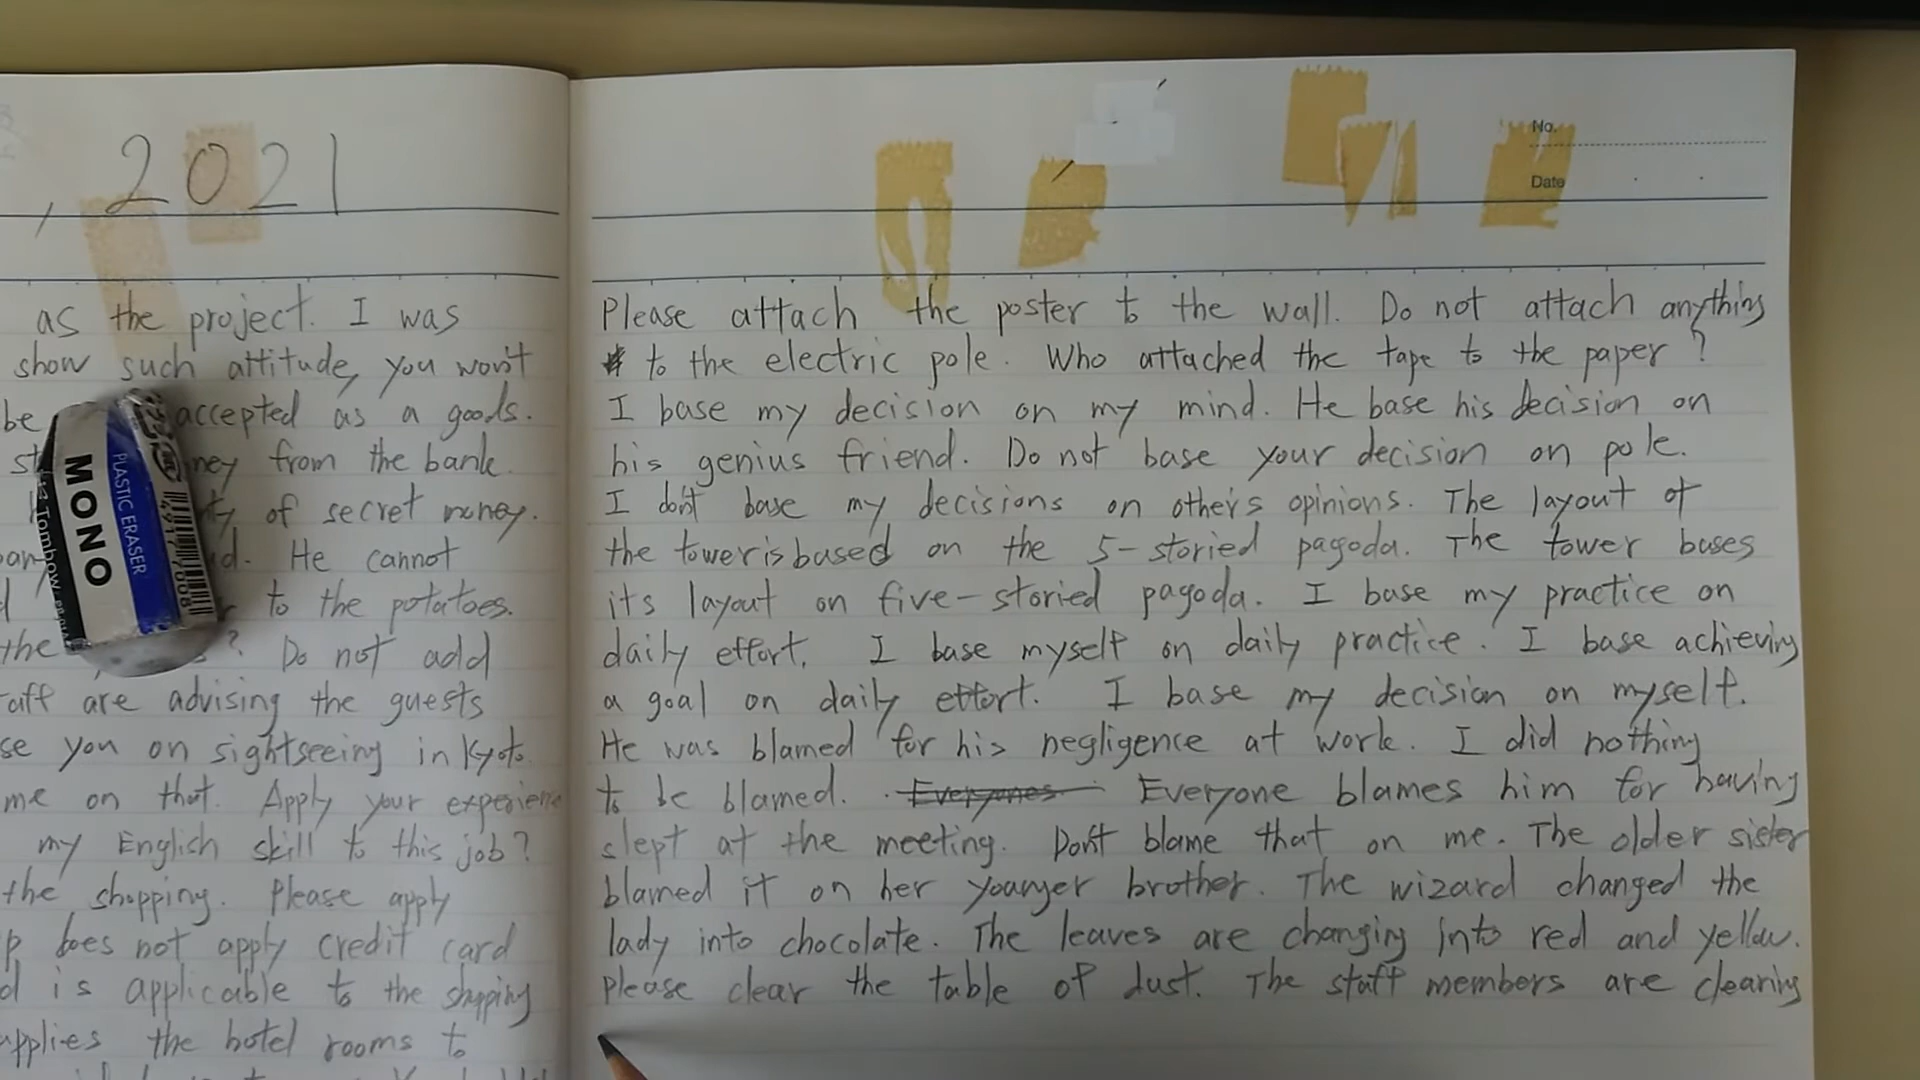 , 2021
as the project. I was
show such attitude, you won't
be accepted as a goods.
from the bank.
of secret money.
He cannot
to the potatoes.
the ? Do not add
are advising the guests
you on sightseeing in Kyoto
me on that. Apply your
my English skill to this job?
the shopping. Please apply
does not apply credit card
is applicable to the shopping
the hotel rooms to
MONO
PLASTIC ERASER
Tombow
No.
Date
Please attach the poster to the wall. Do not attach anything
to the electric pole. Who attached the tape to the paper?
I base my decision on my mind. He base his decision on
his genius friend. Do not base your decision on pole.
I don't base my decisions on other's opinions. The layout of
the tower is based on the 5-storied pagoda. The tower bases
its layout on five-storied pagoda. I base my practice on
daily effort. I base myself on daily practice. I base achieving
a goal on daily effort. I base my decision on myself.
He was blamed for his negligence at work. I did nothing
to be blamed. Everyones Everyone blames him for having
slept at the meeting. Don't blame that on me. The older sister
blamed it on her younger brother. The wizard changed the
lady into chocolate. The leaves are changing into red and yellow.
Please clear the table of dust. The staff members are clearing